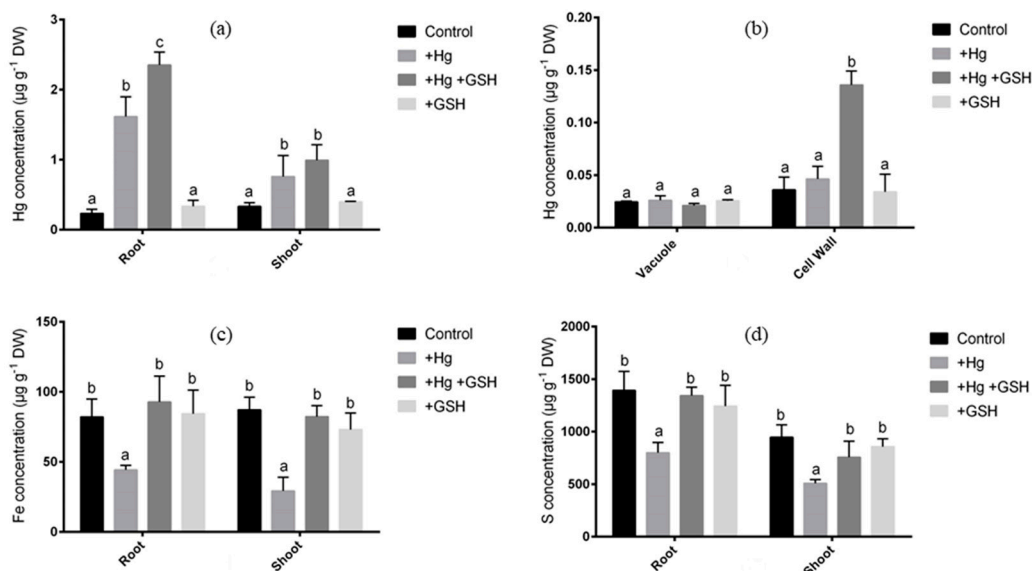 (a)
Hg concentration (µg g⁻¹ DW)
3
2
1
0
a
b
c
a
a
b
b
a
Root
Shoot
Control
+Hg
+Hg +GSH
+GSH
(b)
Hg concentration (µg g⁻¹ DW)
0.20
0.15
0.10
0.05
0.00
a
a
a
a
a
a
b
a
Vacuole
Cell Wall
Control
+Hg
+Hg +GSH
+GSH
(c)
Fe concentration (µg g⁻¹ DW)
150
100
50
0
b
a
b
b
b
a
b
b
Root
Shoot
Control
+Hg
+Hg +GSH
+GSH
(d)
S concentration (µg g⁻¹ DW)
2000
1500
1000
500
0
b
a
b
b
b
a
b
b
Root
Shoot
Control
+Hg
+Hg +GSH
+GSH